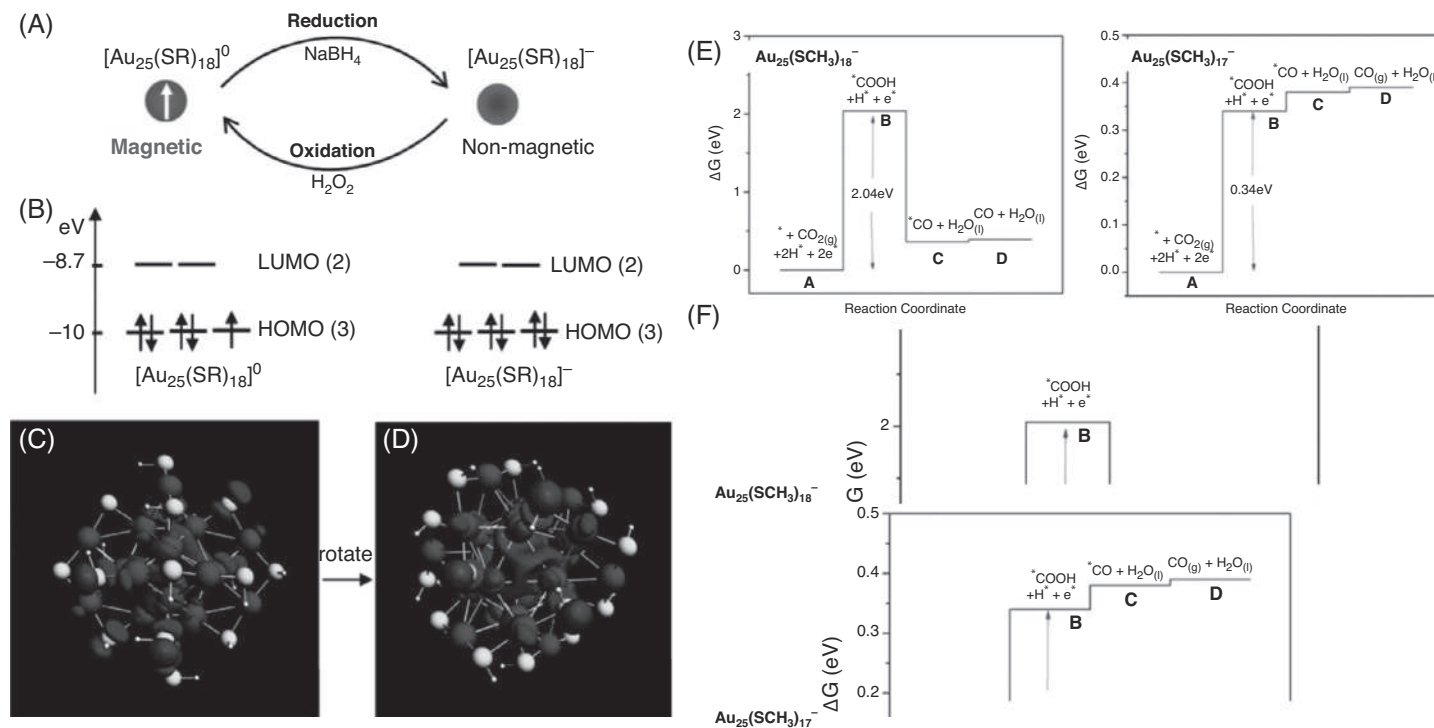 (A)
Reduction
NaBH₄
[Au₂₅(SR)₁₈]⁰
[Au₂₅(SR)₁₈]⁻
Magnetic
Non-magnetic
Oxidation
H₂O₂
(B)
eV
−8.7
LUMO (2)
LUMO (2)
−10
HOMO (3)
HOMO (3)
[Au₂₅(SR)₁₈]⁰
[Au₂₅(SR)₁₈]⁻
(C)
rotate
(D)
(E)
Au₂₅(SCH₃)₁₈⁻
3
2
1
0
ΔG (eV)
*COOH
+H* + e*
B
2.04eV
* + CO₂(g)
+2H* + 2e*
A
*CO + H₂O(l)
C
CO + H₂O(l)
D
Reaction Coordinate
Au₂₅(SCH₃)₁₇⁻
0.5
0.4
0.3
0.2
0.1
0.0
ΔG (eV)
*COOH
+H* + e*
B
0.34eV
* + CO₂(g)
+2H* + 2e
A
*CO + H₂O(l)
C
CO(g) + H₂O(l
D
Reaction Coordinate
(F)
*COOH
+H* + e*
B
2
G (eV)
Au₂₅(SCH₃)₁₈⁻
0.5
0.4
0.3
0.2
ΔG (eV)
*COOH
+H* + e*
B
*CO + H₂O(l)
C
CO(g) + H₂O(l)
D
Au₂₅(SCH₃)₁₇⁻